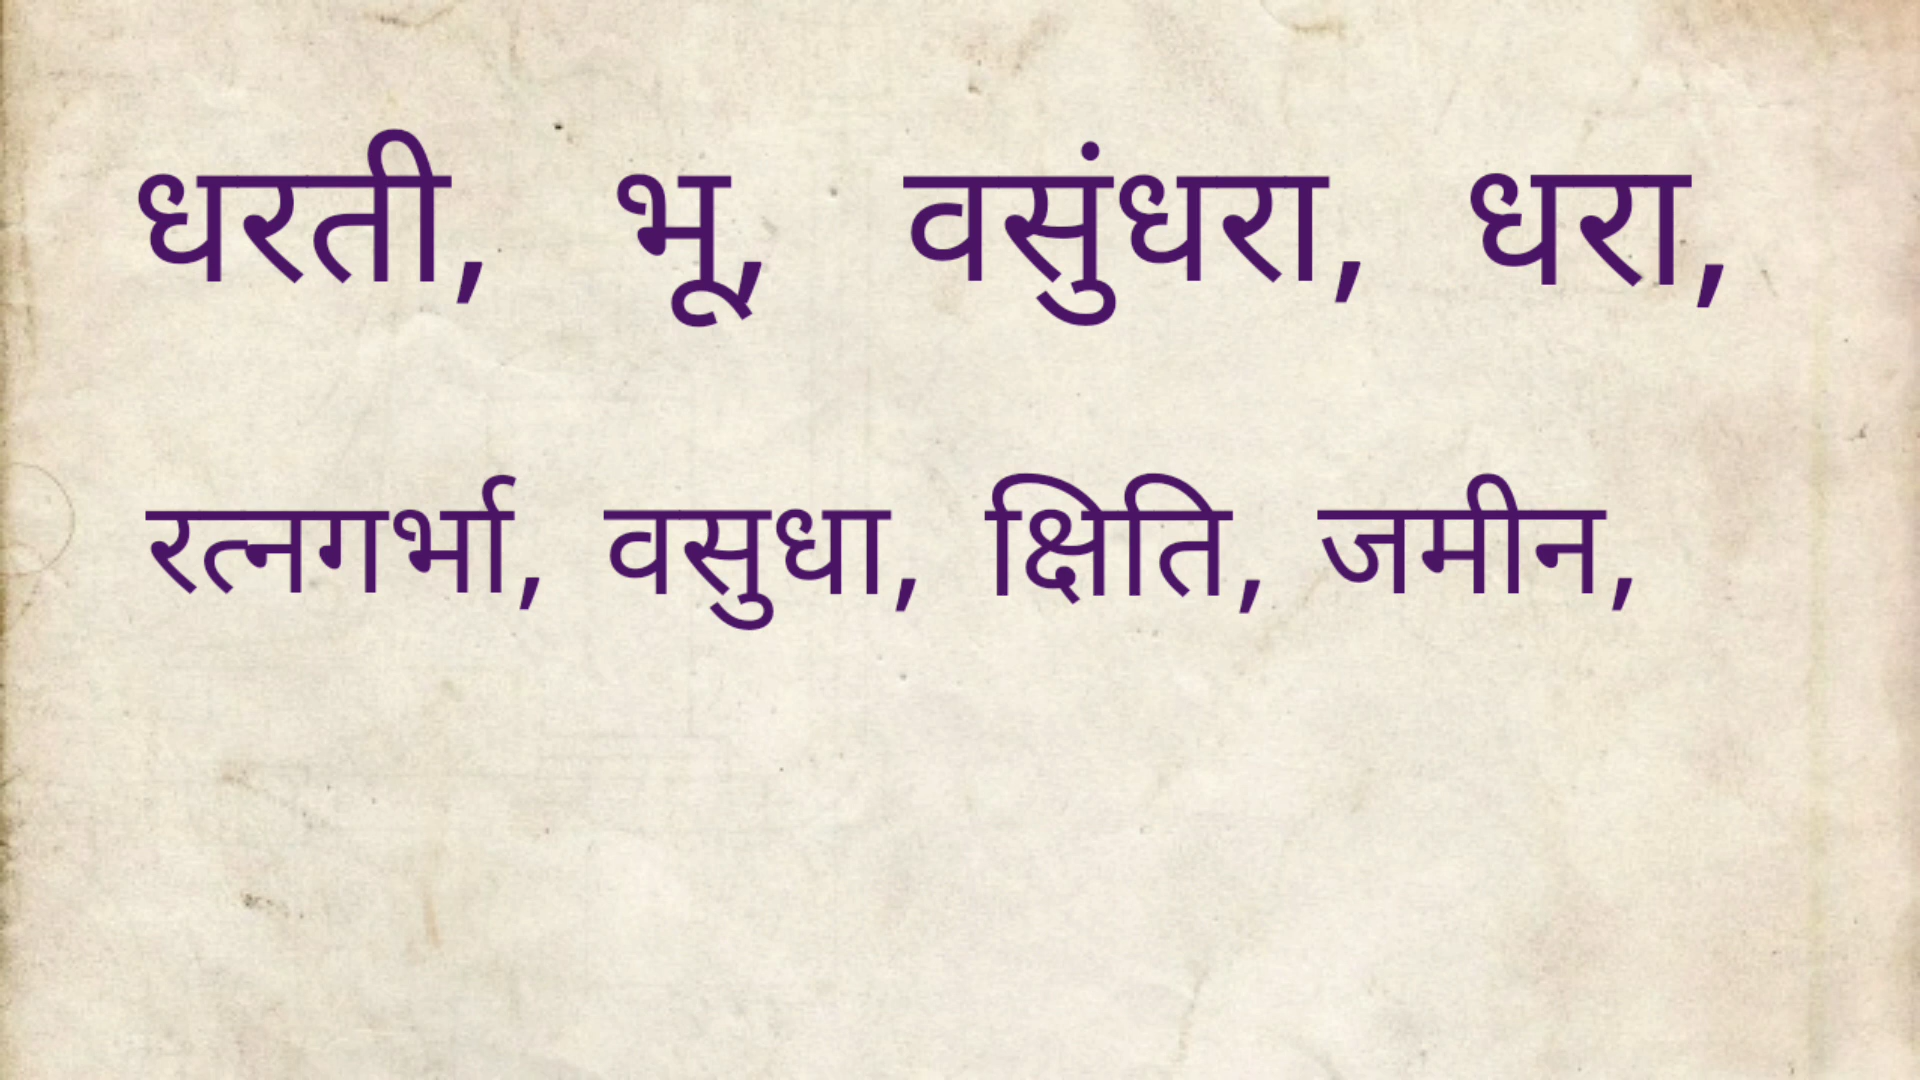 धरती, भू, वसुंधरा, धरा,
रत्नगर्भा, वसुधा, क्षिति, जमीन,